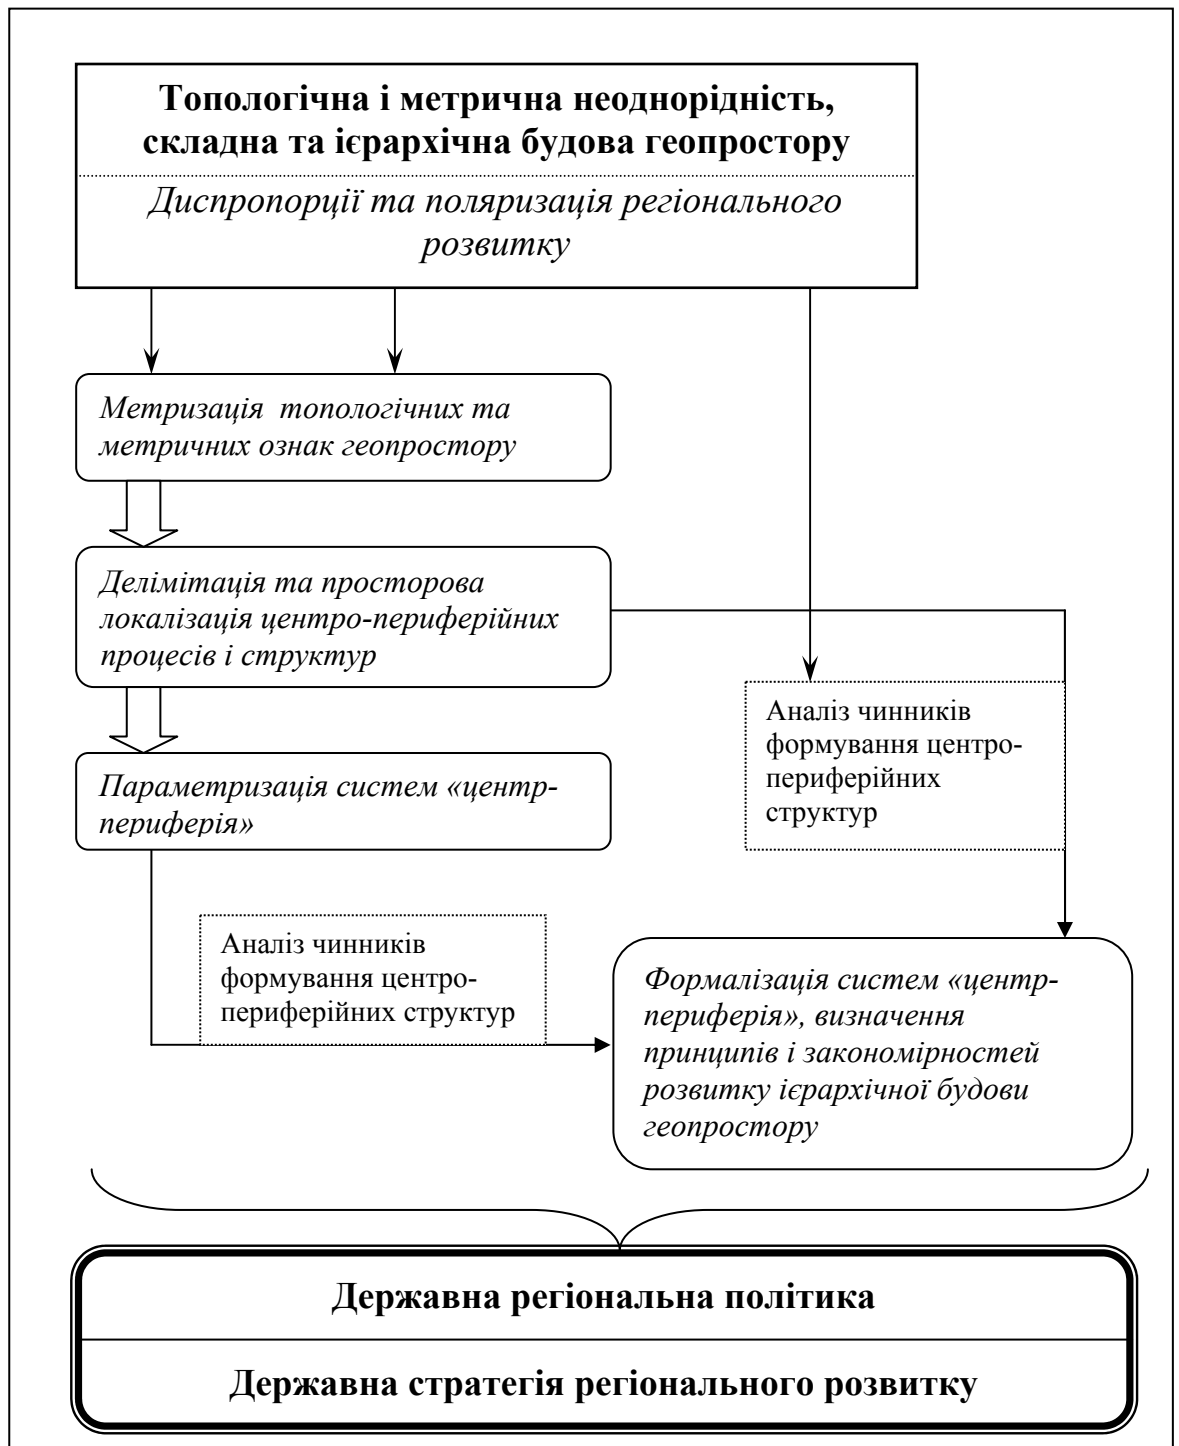 Топологічна і метрична неоднорідність,
складна та ієрархічна будова геопростору
Диспропорції та поляризація регіонального
розвитку
Метризація топологічних та
метричних ознак геопростору
Делімітація та просторова
локалізація центро-периферійних
процесів і структур
Аналіз чинників
формування центро-
периферійних
структур
Параметризація систем «центр-
периферія»
Аналіз чинників
формування центро-
периферійних структур
Формалізація систем «центр-
периферія», визначення
принципів і закономірностей
розвитку ієрархічної будови
геопростору
Державна регіональна політика
Державна стратегія регіонального розвитку